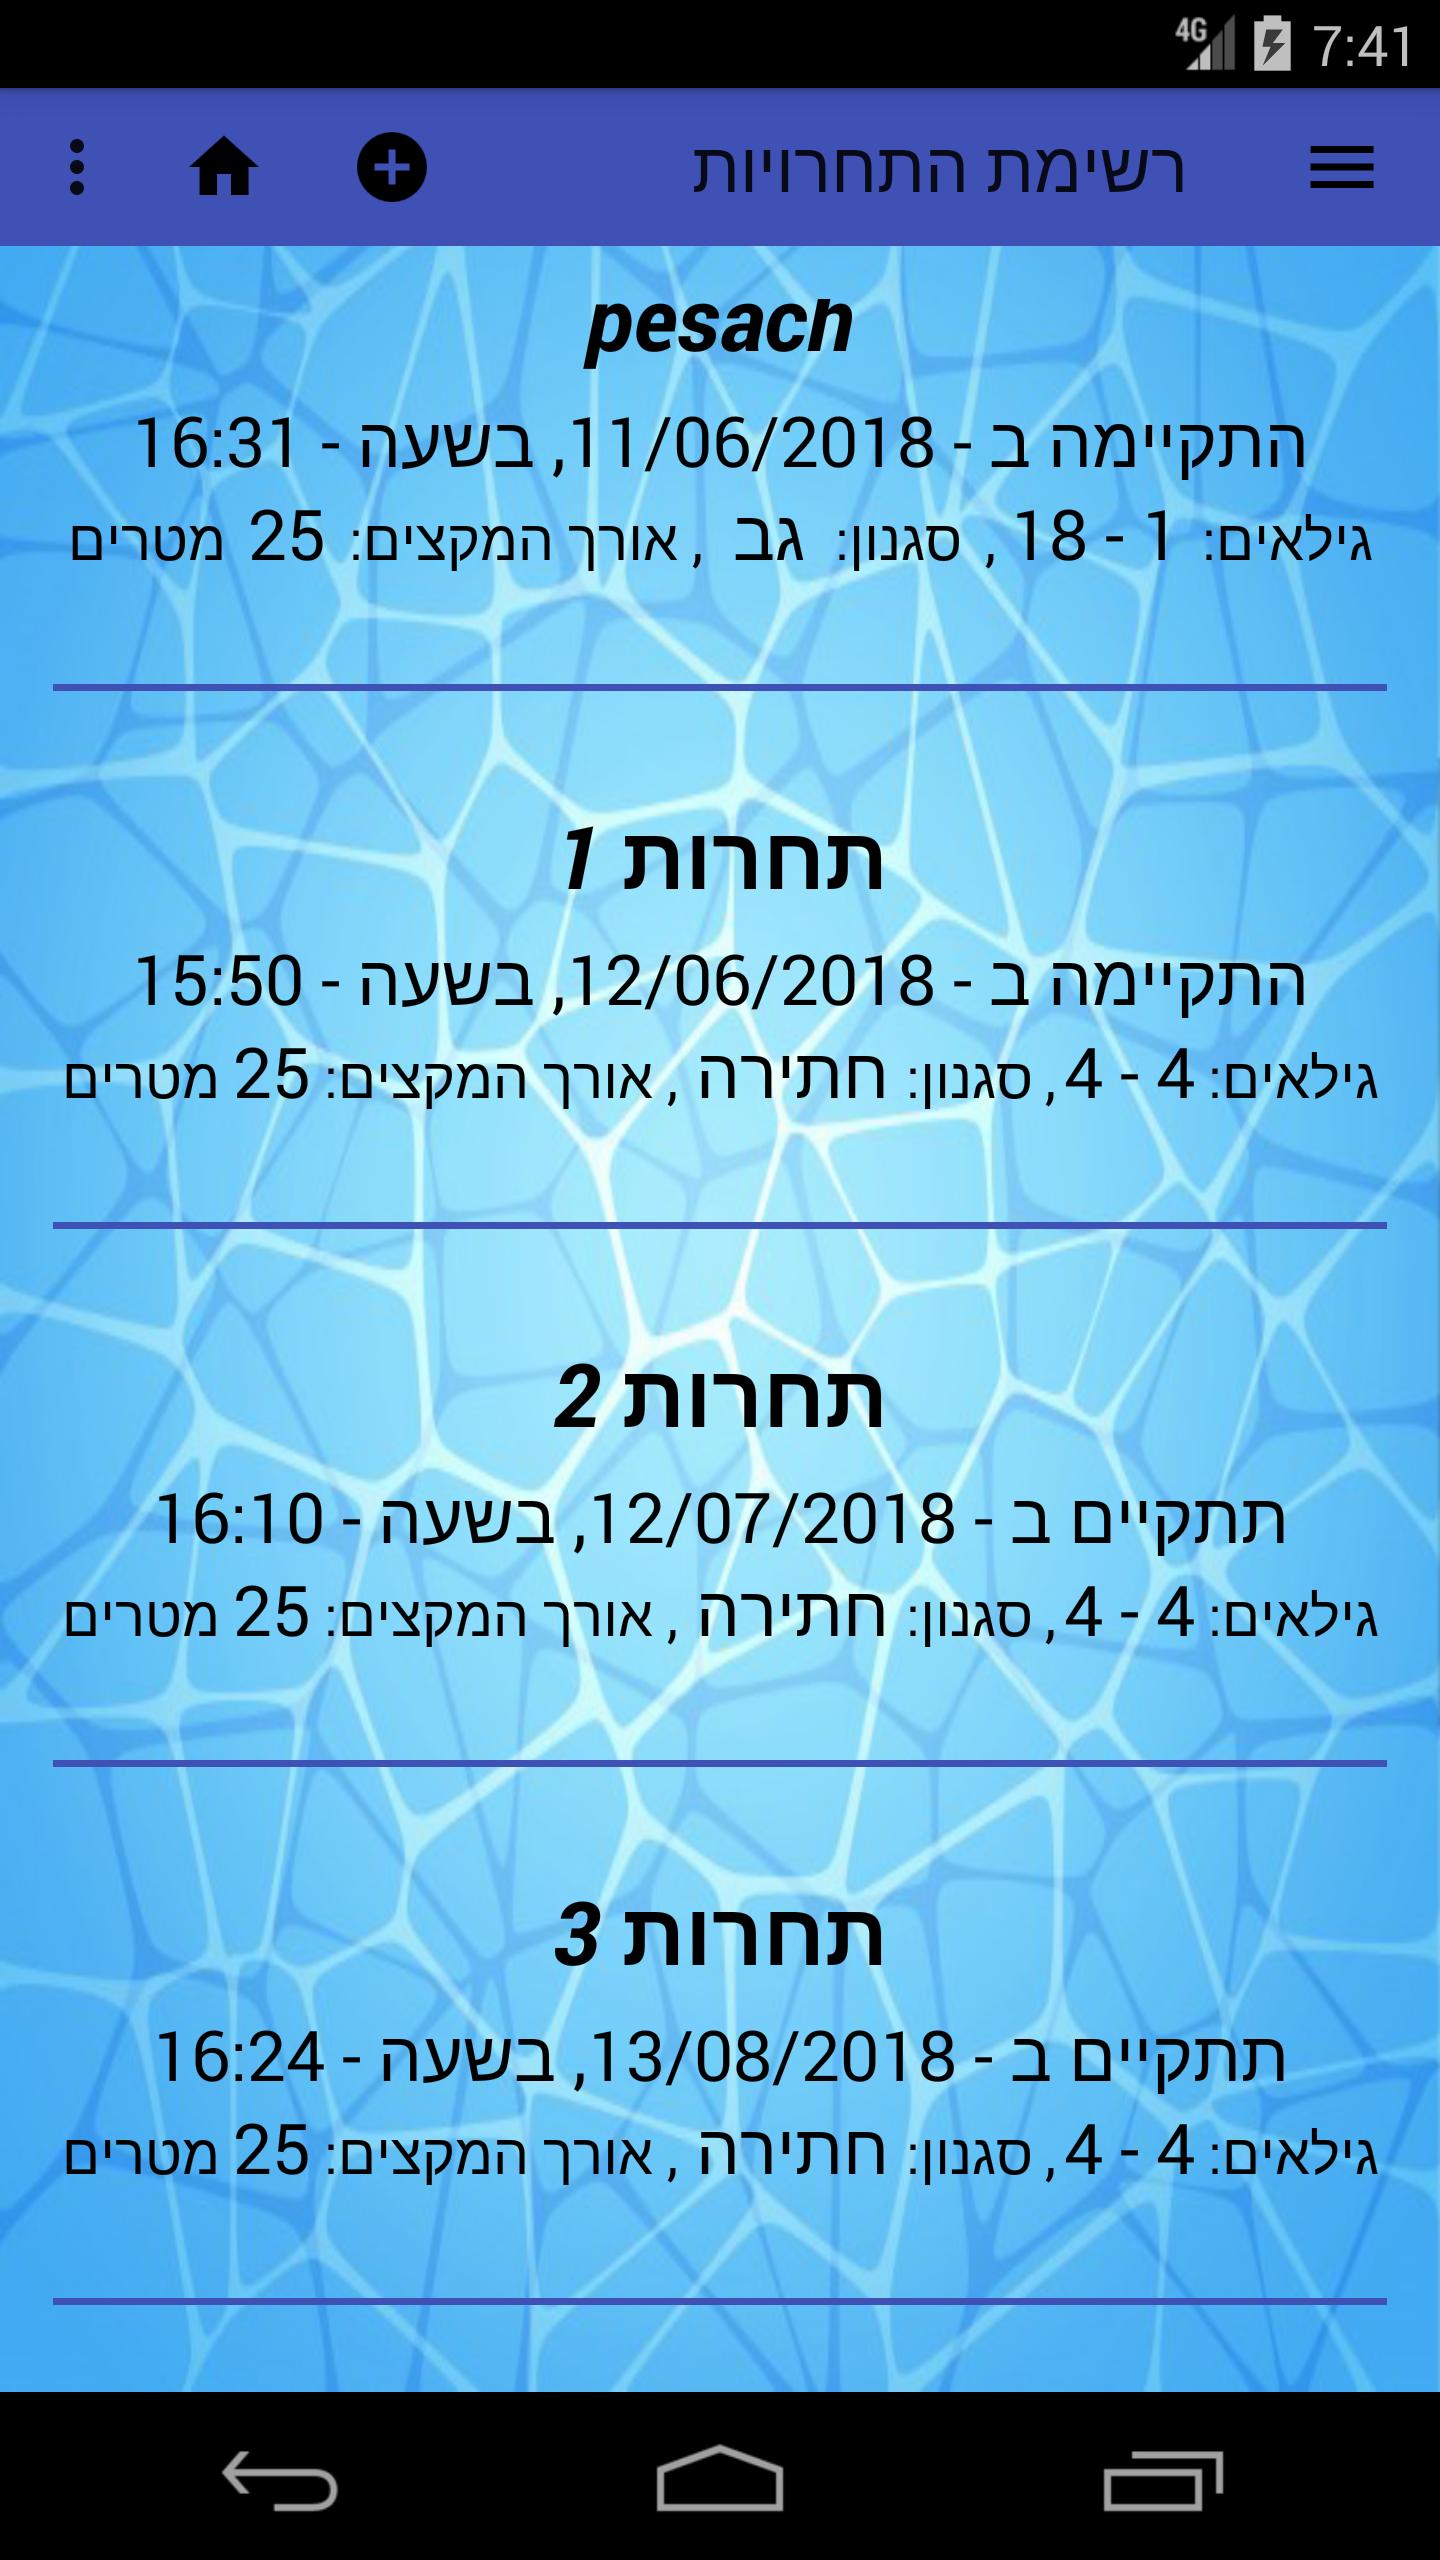 4G 7:41
רשימת התחרויות
pesach
התקיימה ב - 11/06/2018, בשעה - 16:31
גילאים: 1 - 18 , סגנון: גב , אורך המקצים: 25 מטרים
תחרות 1
התקיימה ב - 12/06/2018, בשעה - 15:50
גילאים: 4 - 4 , סגנון: חתירה , אורך המקצים: 25 מטרים
תחרות 2
תתקיים ב - 12/07/2018, בשעה - 16:10
גילאים: 4 - 4 , סגנון: חתירה , אורך המקצים: 25 מטרים
תחרות 3
תתקיים ב - 13/08/2018, בשעה - 16:24
גילאים: 4 - 4 , סגנון: חתירה , אורך המקצים: 25 מטרים